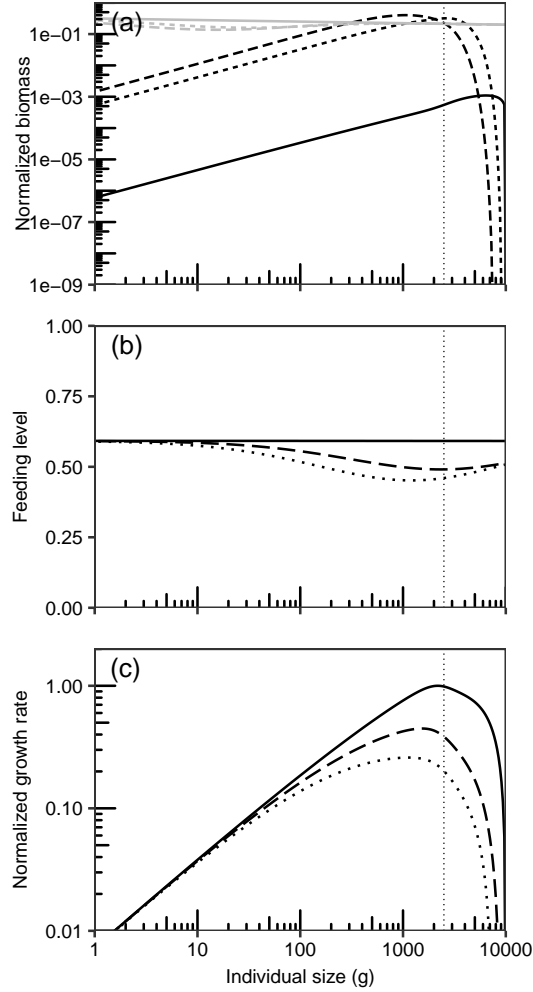 (a)
Normalized biomass
1e−01
1e−03
1e−05
1e−07
1e−09
(b)
Feeding level
1.00
0.75
0.50
0.25
0.00
(c)
Normalized growth rate
1.00
0.10
0.01
1 10 100 1000 10000
Individual size (g)